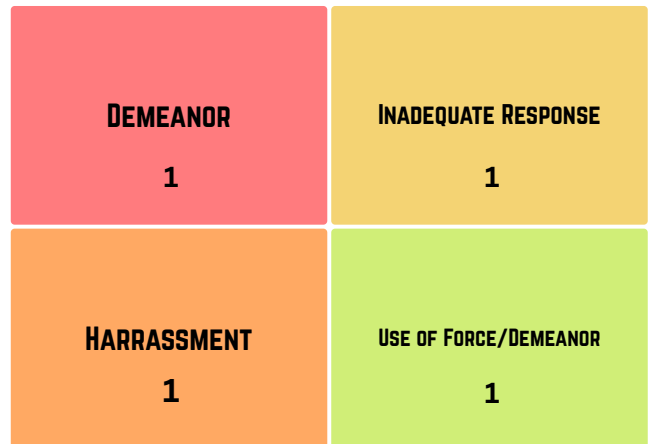 Demeanor
1
Inadequate Response
1
Harrassment
1
Use of Force/Demeanor
1